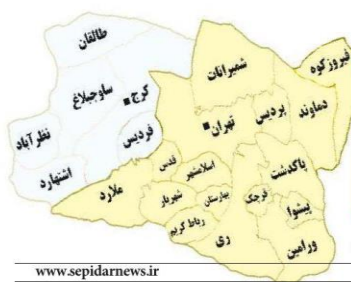 طالقان
فیروزکوه
شمیرانات
ساوجبلاغ
کرج
دماوند
پردیس
تهران
نظرآباد
فردیس
اشتهارد
قدس
اسلامشهر
پاکدشت
ملارد
شهریار
بهارستان
قرچک
پیشوا
رباط کریم
ری
ورامین
www.sepidarnews.ir